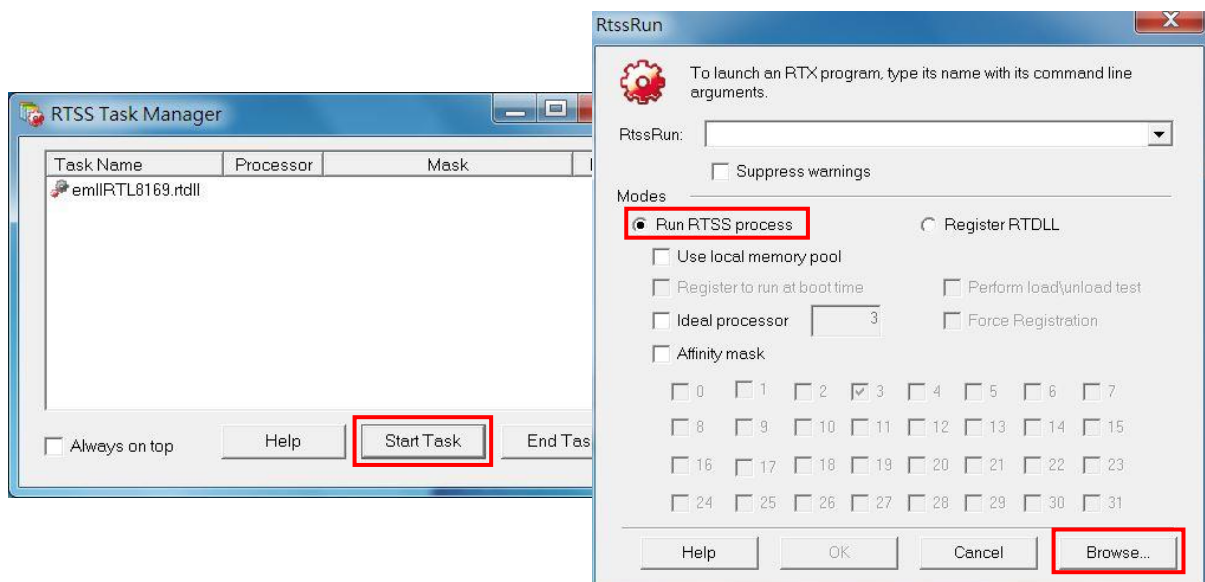 RTSS Task Manager
Task Name Processor Mask
emllRTL8169.rtdll
Always on top Help Start Task End Tas
RtssRun
To launch an RTX program, type its name with its command line
arguments.
RtssRun:
Suppress warnings
Modes
Run RTSS process Register RTDLL
Use local memory pool
Register to run at boot time Perform load\unload test
Ideal processor 3 Force Registration
Affinity mask
0 1 2 3 4 5 6 7
8 9 10 11 12 13 14 15
16 17 18 19 20 21 22 23
24 25 26 27 28 29 30 31
Help OK Cancel Browse...